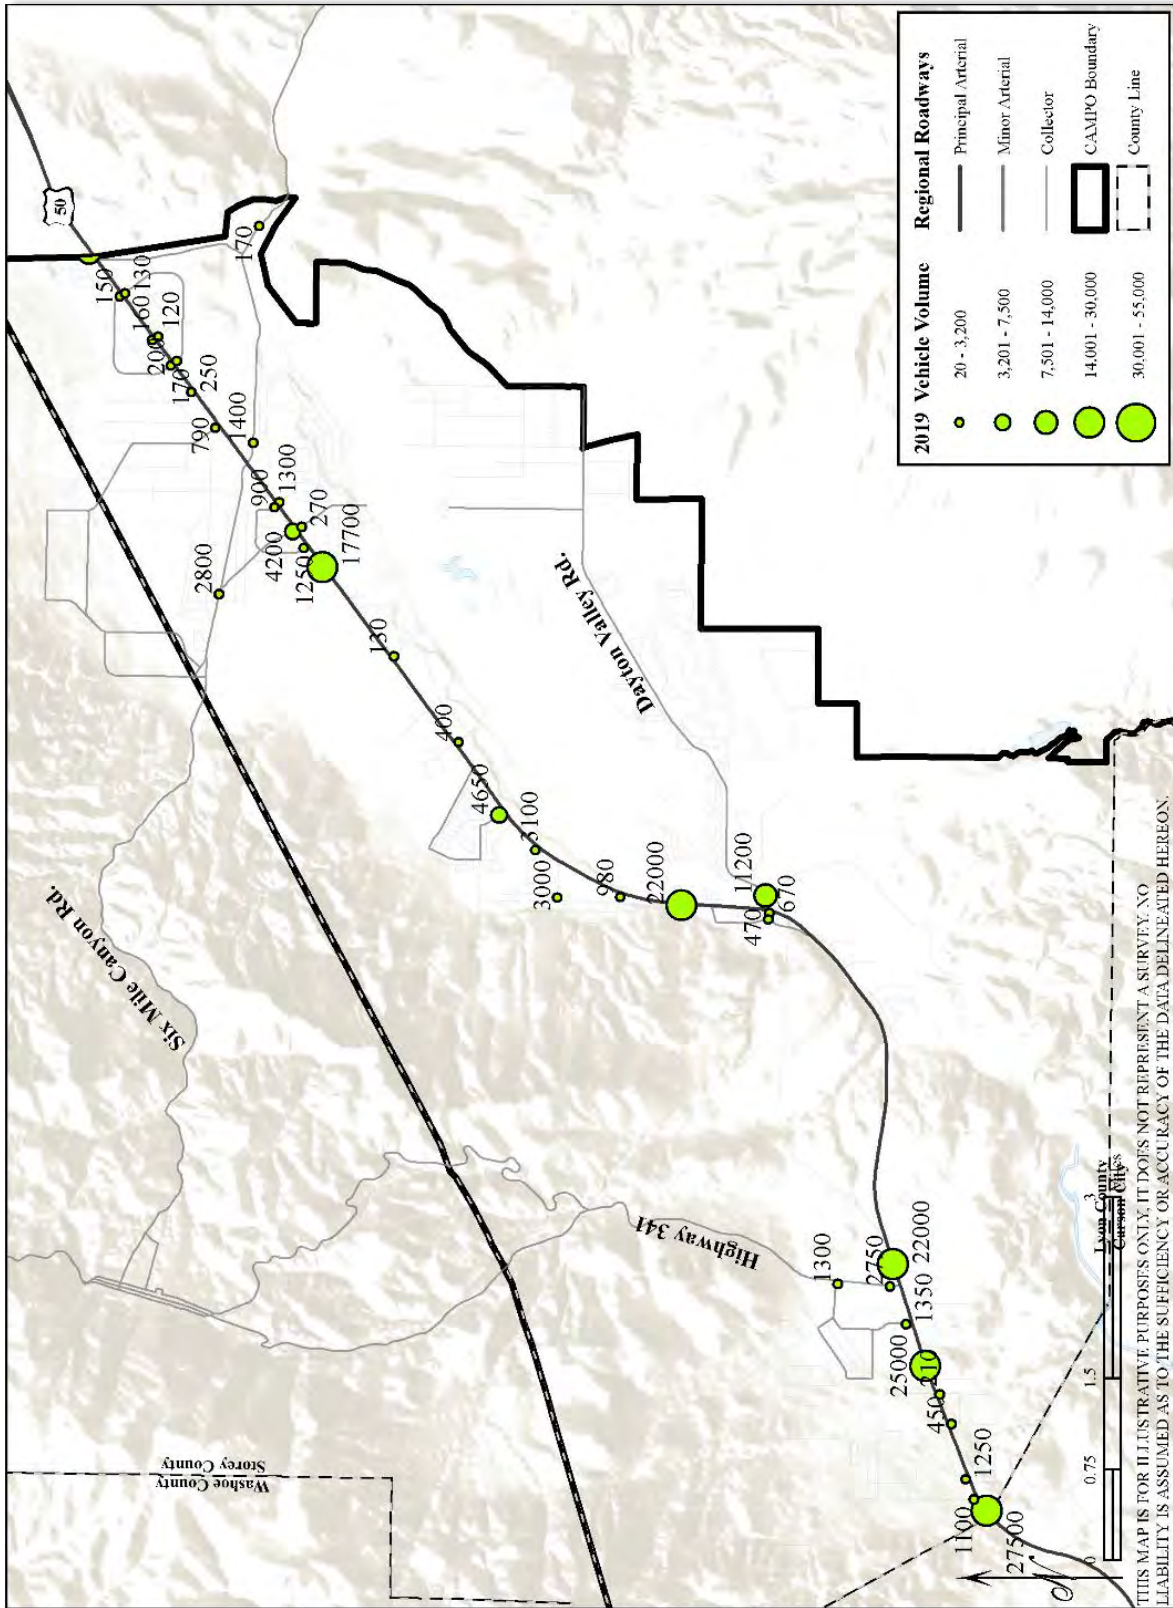 50
150
130
160
120
200
170
250
170
790
1400
900
1300
270
4200
1250
17700
2800
130
400
4650
3100
3000
980
22000
11200
670
470
Dayton Valley Rd.
Six Mile Canyon Rd.
Highway 341
1300
2750
22000
1350
25000
210
450
1250
1100
27500
Washoe County
Storey County
Lyon County
Carson City
N
0
0.75
1.5
3
Miles
2019 Vehicle Volume
20 - 3,200
3,201 - 7,500
7,501 - 14,000
14,001 - 30,000
30,001 - 55,000
Regional Roadways
Principal Arterial
Minor Arterial
Collector
CAMPO Boundary
County Line
THIS MAP IS FOR ILLUSTRATIVE PURPOSES ONLY, IT DOES NOT REPRESENT A SURVEY. NO
LIABILITY IS ASSUMED AS TO THE SUFFICIENCY OR ACCURACY OF THE DATA DELINEATED HEREON.